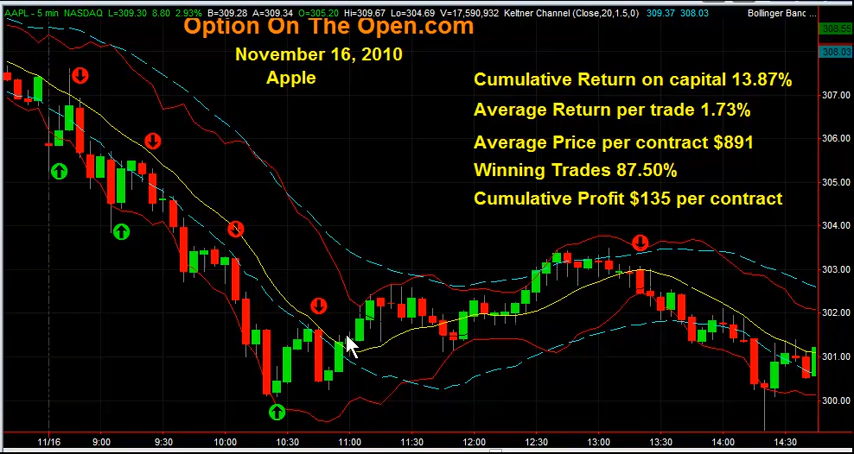 AAPL - 5 min NASDAQ L=309.30 8.80 2.93% B=309.28 A=309.34 O=305.20 Hi=309.67 Lo=304.69 V=17,590,932 Keltner Channel (Close,20,1.5,0) 309.37 308.03 Bollinger Banc ...
Option On The Open.com
November 16, 2010
Apple
Cumulative Return on capital 13.87%
Average Return per trade 1.73%
Average Price per contract $891
Winning Trades 87.50%
Cumulative Profit $135 per contract
308.55
308.03
307.00
306.00
305.00
304.00
303.00
302.00
301.00
300.00
11/16 9:00 9:30 10:00 10:30 11:00 11:30 12:00 12:30 13:00 13:30 14:00 14:30